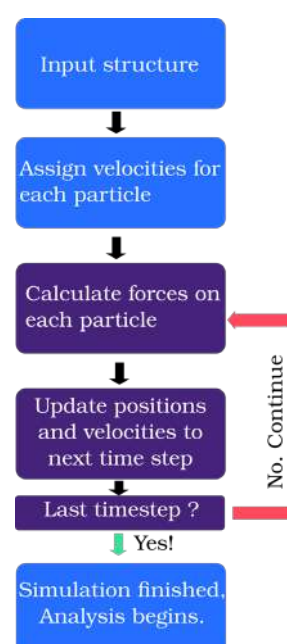 Input structure
Assign velocities for
each particle
Calculate forces on
each particle
Update positions
and velocities to
next time step
No. Continue
Last timestep ?
Yes!
Simulation finished,
Analysis begins.